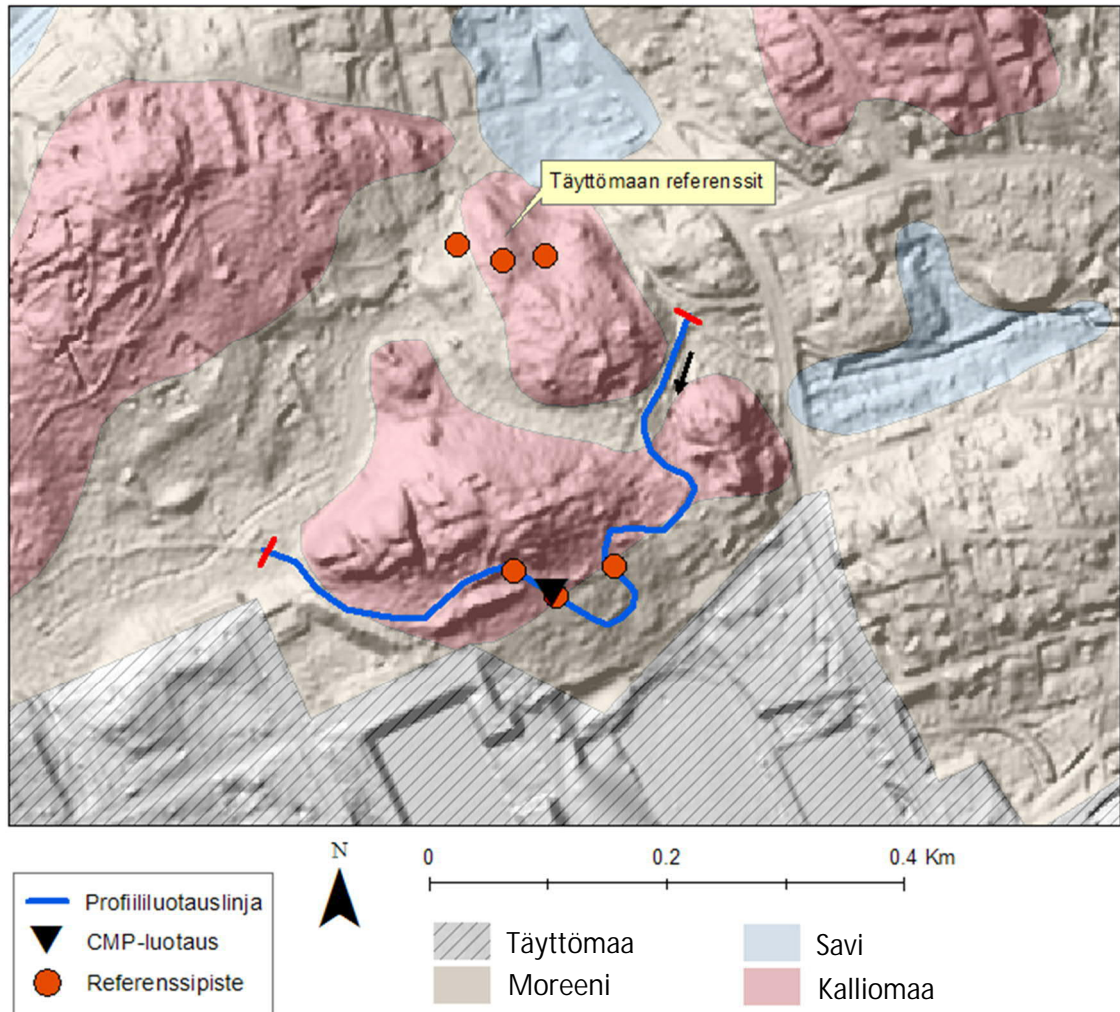 Täyttömaan referenssit
N
0 0.2 0.4 Km
Profiililuotauslinja
CMP-luotaus
Referenssipiste
Täyttömaa
Moreeni
Savi
Kalliomaa